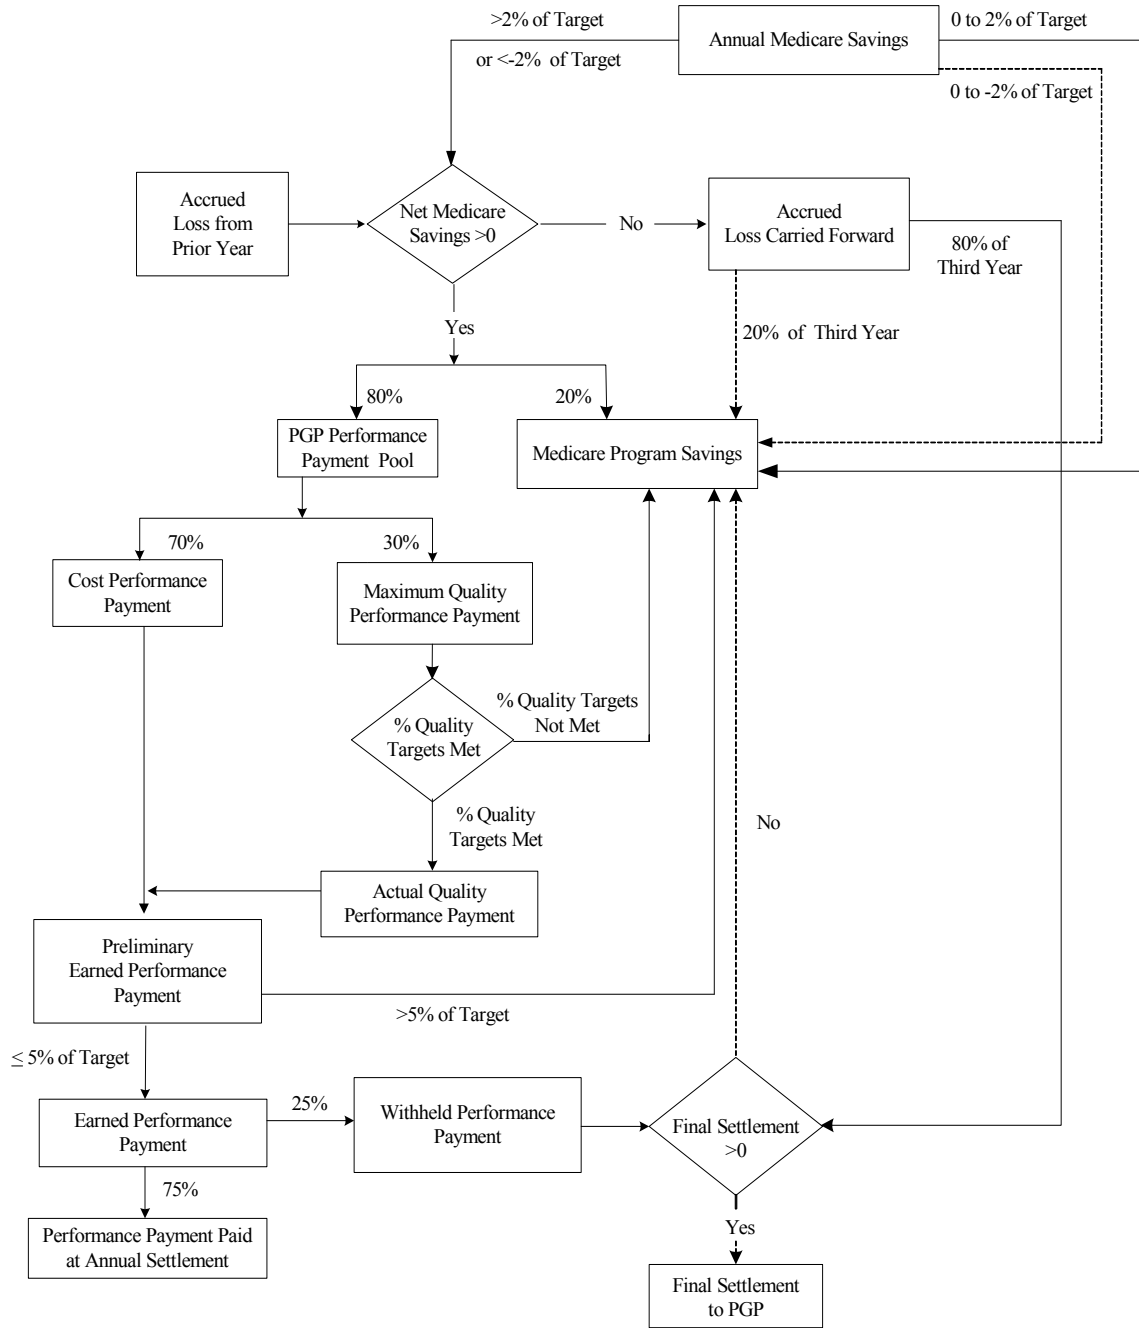 >2% of Target
or <-2%  of Target
Annual Medicare Savings
0 to 2% of Target
0 to -2% of Target
Accrued
Loss from
Prior Year
Net Medicare
Savings >0
No
Accrued
Loss Carried Forward
80% of
Third Year
Yes
20%  of  Third Year
80%
20%
PGP Performance
Payment  Pool
Medicare Program Savings
70%
30%
Cost Performance
Payment
Maximum Quality
Performance Payment
% Quality
Targets Met
% Quality Targets
Not Met
% Quality
Targets Met
No
Actual Quality
Performance Payment
Preliminary
Earned Performance
Payment
>5% of Target
≤ 5% of Target
Earned Performance
Payment
25%
Withheld Performance
Payment
Final Settlement
>0
75%
Yes
Performance Payment Paid
at Annual Settlement
Final Settlement
to PGP